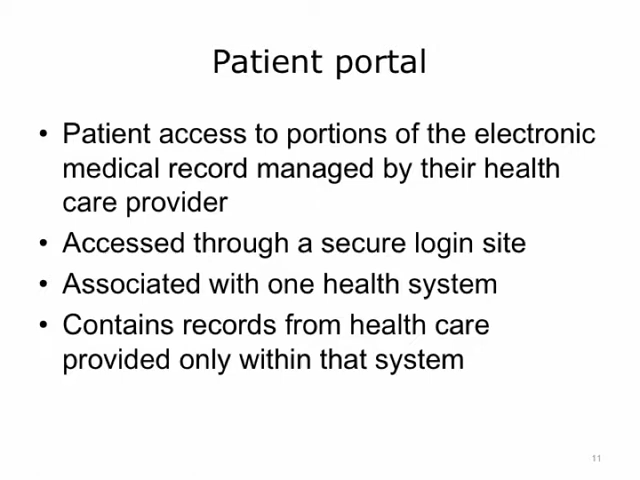 Patient portal
• Patient access to portions of the electronic
medical record managed by their health
care provider
• Accessed through a secure login site
• Associated with one health system
• Contains records from health care
provided only within that system
11